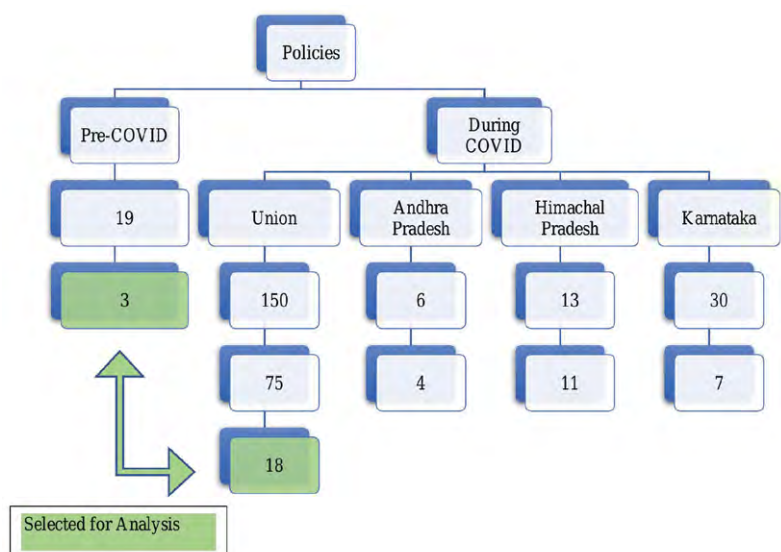 Policies
Pre-COVID
During
COVID
19
Union
Andhra
Pradesh
Himachal
Pradesh
Karnataka
3
150
6
13
30
75
4
11
7
18
Selected for Analysis